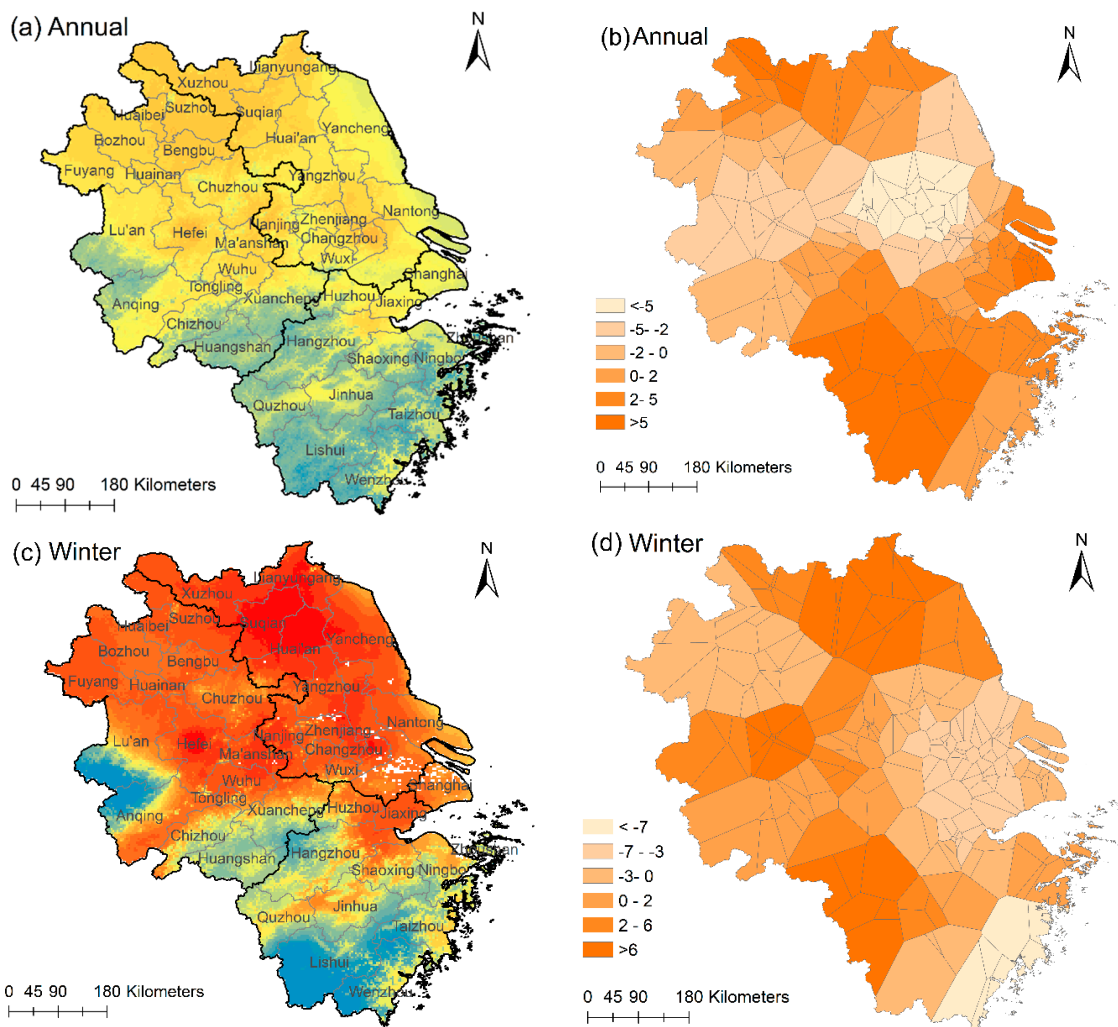 (a) Annual
N
Lianyungang
Xuzhou
Suzhou
Suqian
Huaibei
Yancheng
Bozhou
Huai'an
Bengbu
Fuyang
Huainan
Yangzhou
Chuzhou
Nantong
Zhenjiang
Lu'an
Hefei
Nanjing
Changzhou
Ma'anshan
Wuxi
Wuhu
Shanghai
Tongling
Xuancheng
Huzhou
Jiaxing
Anqing
Chizhou
Hangzhou
Huangshan
Zhoushan
Shaoxing
Ningbo
Quzhou
Jinhua
Taizhou
Lishui
Wenzhou
0 45 90 180 Kilometers
(b) Annual
N
<-5
-5- -2
-2 - 0
0- 2
2- 5
>5
0 45 90 180 Kilometers
(c) Winter
N
Lianyungang
Xuzhou
Suzhou
Suqian
Huaibei
Yancheng
Bozhou
Huai'an
Bengbu
Fuyang
Huainan
Yangzhou
Chuzhou
Nantong
Zhenjiang
Lu'an
Hefei
Nanjing
Changzhou
Ma'anshan
Wuxi
Wuhu
Shanghai
Tongling
Xuancheng
Huzhou
Jiaxing
Anqing
Chizhou
Hangzhou
Huangshan
Zhoushan
Shaoxing
Ningbo
Quzhou
Jinhua
Taizhou
Lishui
Wenzhou
0 45 90 180 Kilometers
(d) Winter
N
< -7
-7 - -3
-3 - 0
0 - 2
2 - 6
>6
0 45 90 180 Kilometers